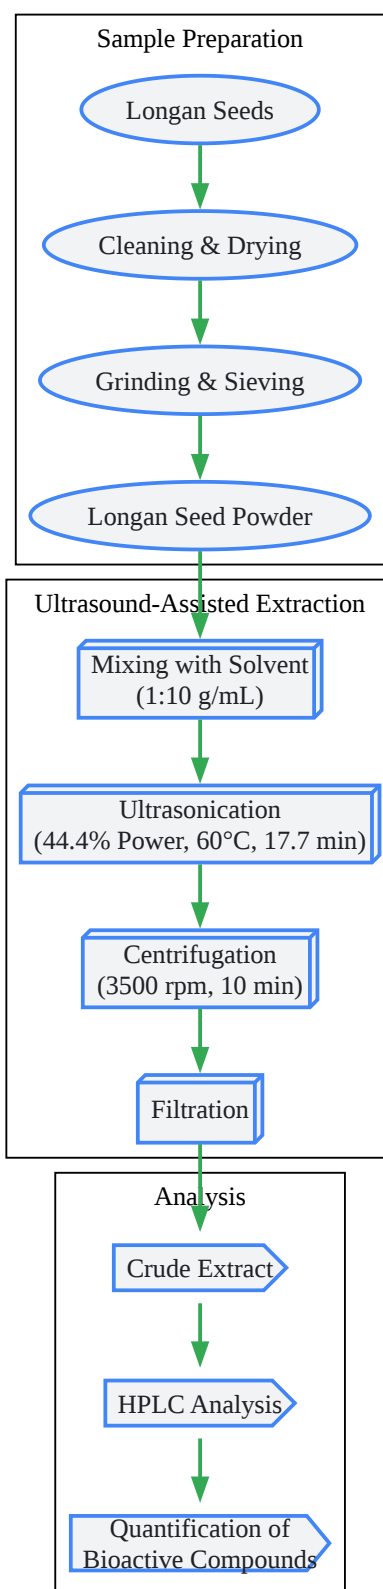 Sample Preparation
Longan Seeds
Cleaning & Drying
Grinding & Sieving
Longan Seed Powder
Ultrasound-Assisted Extraction
Mixing with Solvent
(1:10 g/mL)
Ultrasonication
(44.4% Power, 60°C, 17.7 min)
Centrifugation
(3500 rpm, 10 min)
Filtration
Analysis
Crude Extract
HPLC Analysis
Quantification of
Bioactive Compounds